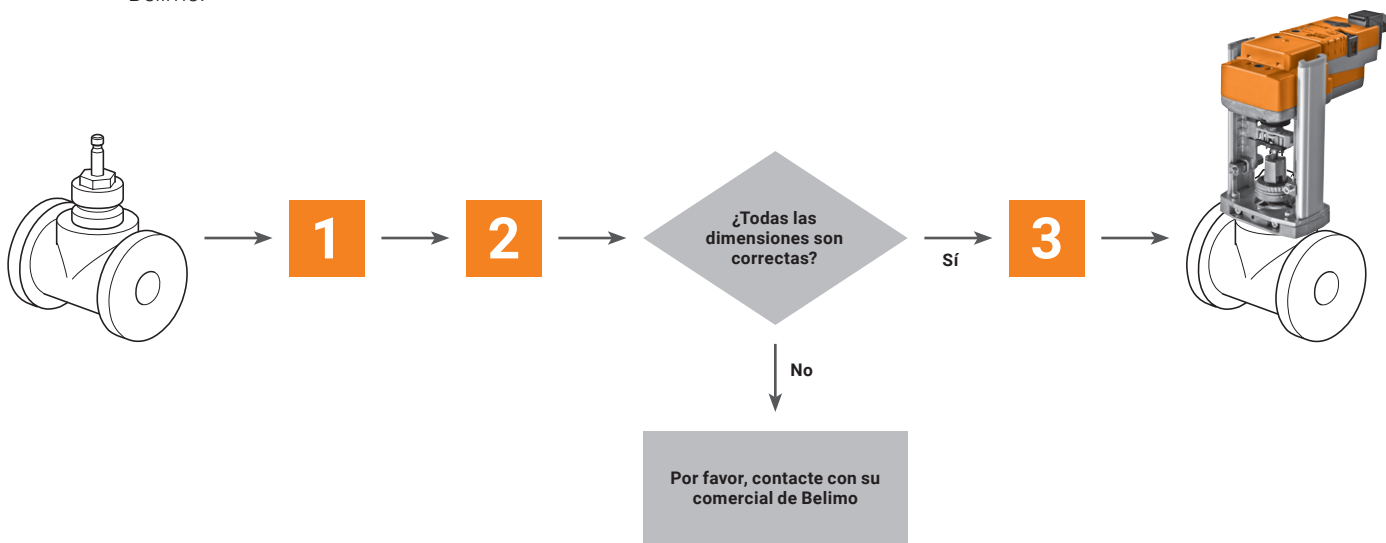 Belimo.
1
2
¿Todas las
dimensiones son
correctas?
Sí
3
No
Por favor, contacte con su
comercial de Belimo